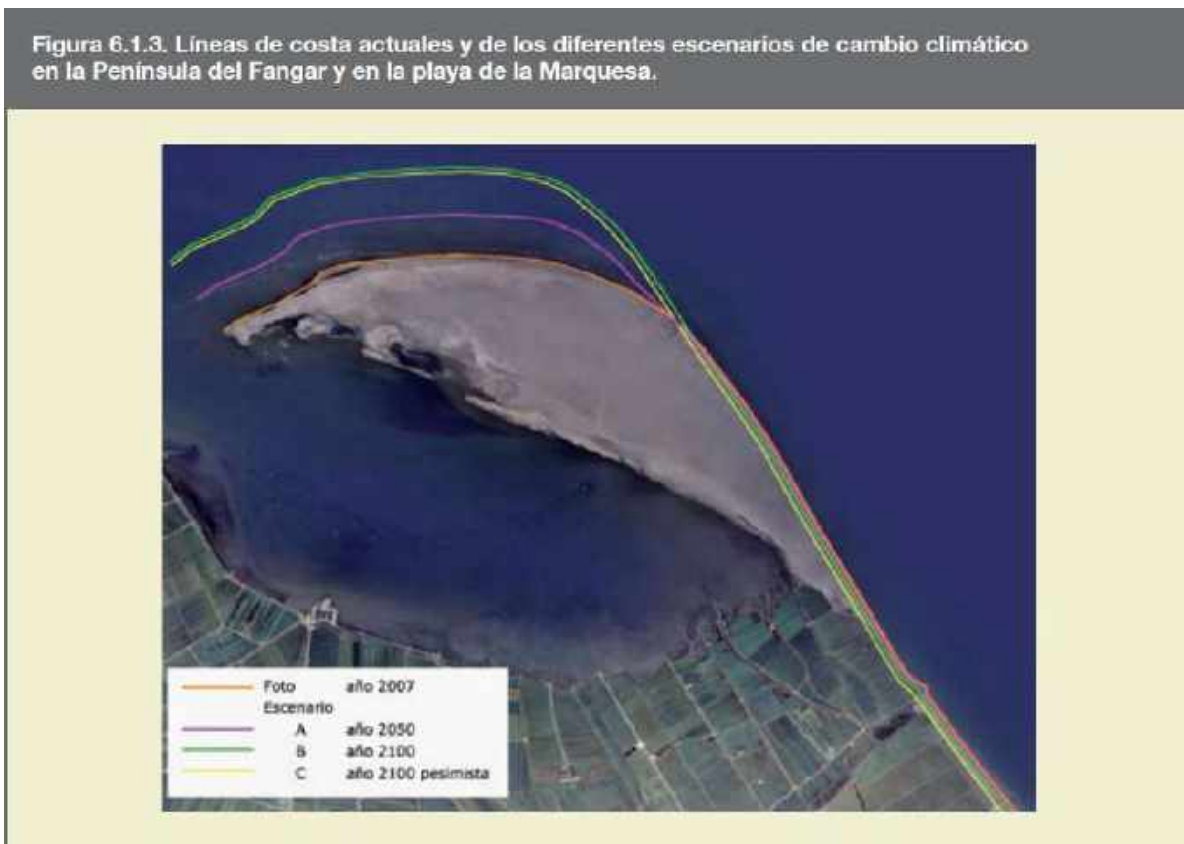 Figura 6.1.3. Líneas de costa actuales y de los diferentes escenarios de cambio climático
en la Península del Fangar y en la playa de la Marquesa.
Foto año 2007
Escenario
A año 2050
B año 2100
C año 2100 pesimista